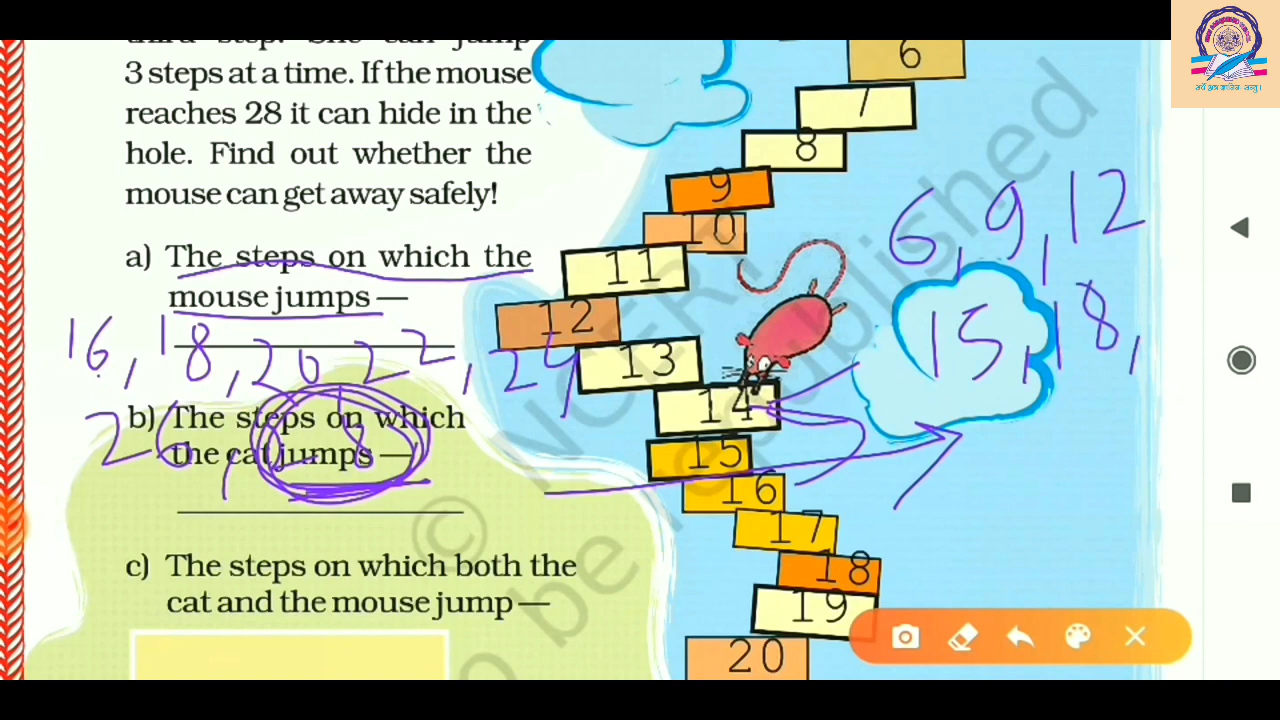 third step. She can jump
3 steps at a time. If the mouse
reaches 28 it can hide in the
hole. Find out whether the
mouse can get away safely!
a) The steps on which the
mouse jumps —
16, 18, 20 22, 24
b) The steps on which
26, 28
the cat jumps —
c) The steps on which both the
cat and the mouse jump —
6
7
8
9
10
11
12
13
14
15
16
17
18
19
20
6, 9, 12
15, 18,
© NCERT
be republished